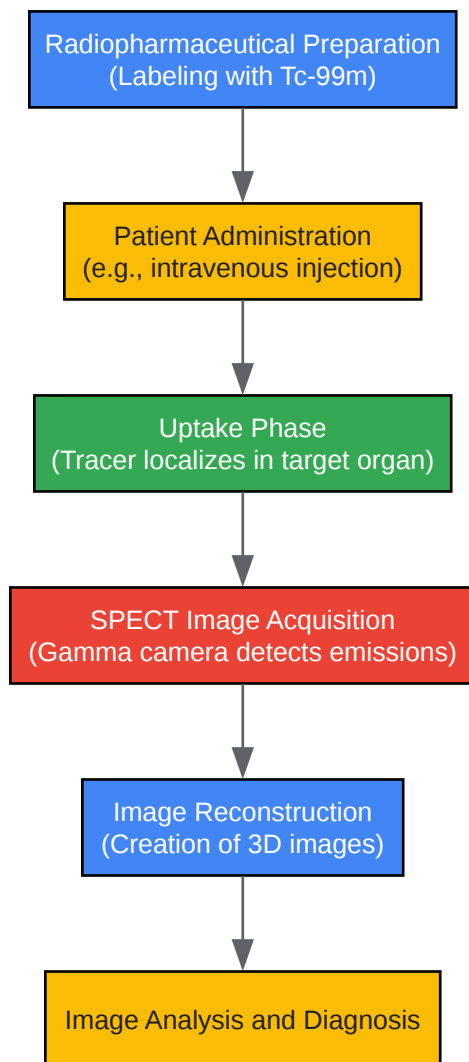 Radiopharmaceutical Preparation
(Labeling with Tc-99m)
Patient Administration
(e.g., intravenous injection)
Uptake Phase
(Tracer localizes in target organ)
SPECT Image Acquisition
(Gamma camera detects emissions)
Image Reconstruction
(Creation of 3D images)
Image Analysis and Diagnosis